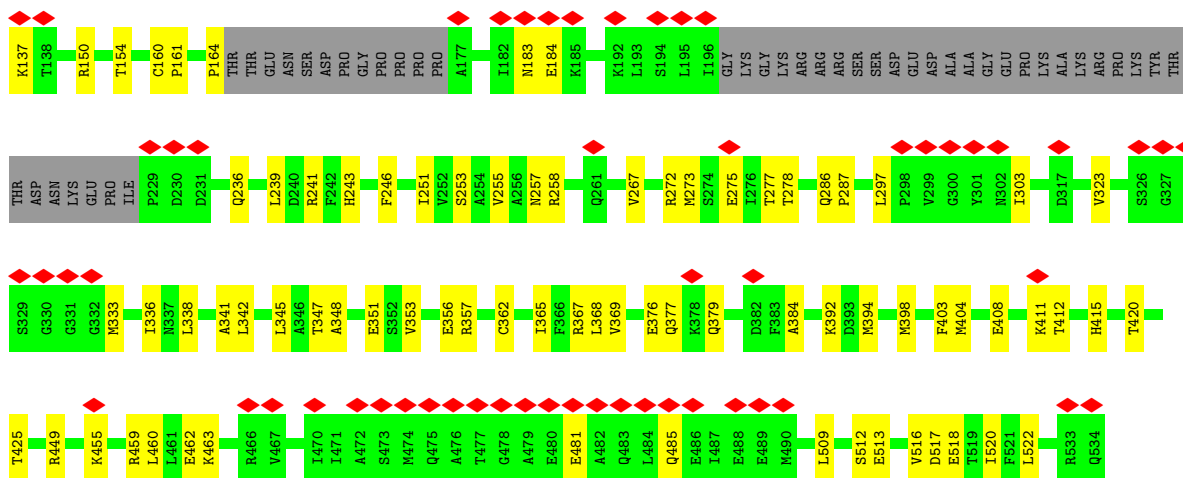 K137 T138 R150 T154 C160 P161 P164 THR THR GLU ASN SER ASP PRO GLY PRO PRO PRO PRO A177 I182 N183 E184 K185 K192 L193 S194 L195 I196 GLY LYS GLY LYS ARG ARG ARG SER SER ASP GLU ASP ALA ALA GLY GLU PRO LYS ALA LYS ARG PRO LYS TYR THR
THR ASP ASN LYS GLU PRO ILE P229 D230 D231 Q236 L239 D240 R241 F242 H243 F246 I251 V252 S253 A254 V255 A256 N257 R258 Q261 V267 R272 M273 S274 E275 I276 T277 T278 Q286 P287 L297 P298 V299 G300 Y301 N302 I303 D317 V323 S326 G327
S329 G330 G331 G332 M333 I336 N337 L338 A341 L342 L345 A346 T347 A348 E351 S352 V353 E356 R357 C362 I365 F366 R367 L368 V369 E376 Q377 K378 Q379 D382 F383 A384 K392 D393 M394 M398 F403 M404 E408 K411 T412 H415 T420
T425 R449 K455 R459 L460 L461 E462 K463 R466 V467 I470 I471 A472 S473 M474 Q475 A476 T477 G478 A479 E480 E481 A482 Q483 L484 Q485 E486 I487 E488 E489 M490 L509 S512 E513 V516 D517 E518 T519 I520 F521 L522 R533 Q534